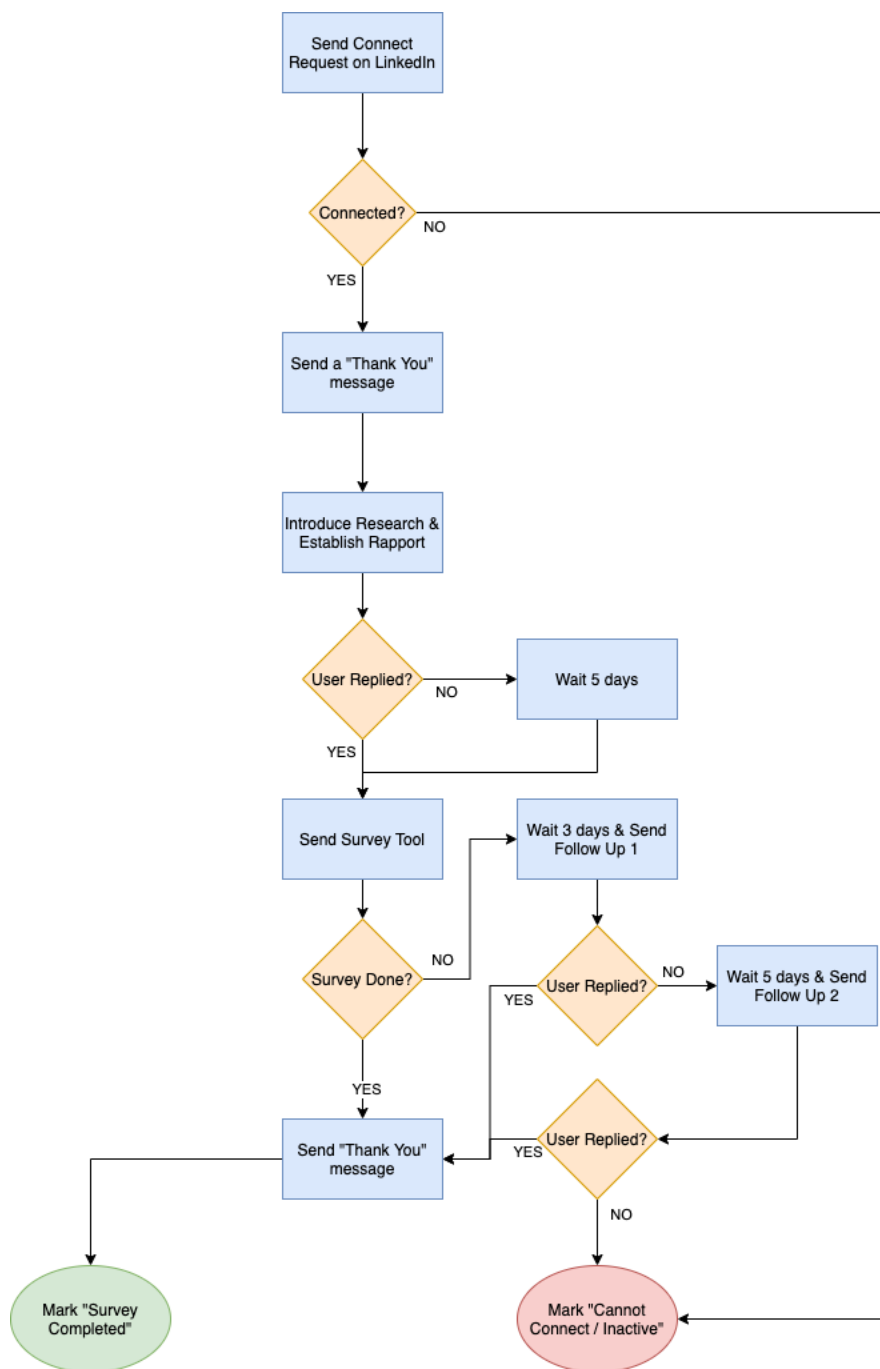 Send Connect
Request on LinkedIn
Connected?
NO
YES
Send a "Thank You"
message
Introduce Research &
Establish Rapport
User Replied?
NO
Wait 5 days
YES
Send Survey Tool
Wait 3 days & Send
Follow Up 1
Survey Done?
NO
User Replied?
NO
YES
Wait 5 days & Send
Follow Up 2
YES
Send "Thank You"
message
User Replied?
YES
NO
Mark "Survey
Completed"
Mark "Cannot
Connect / Inactive"